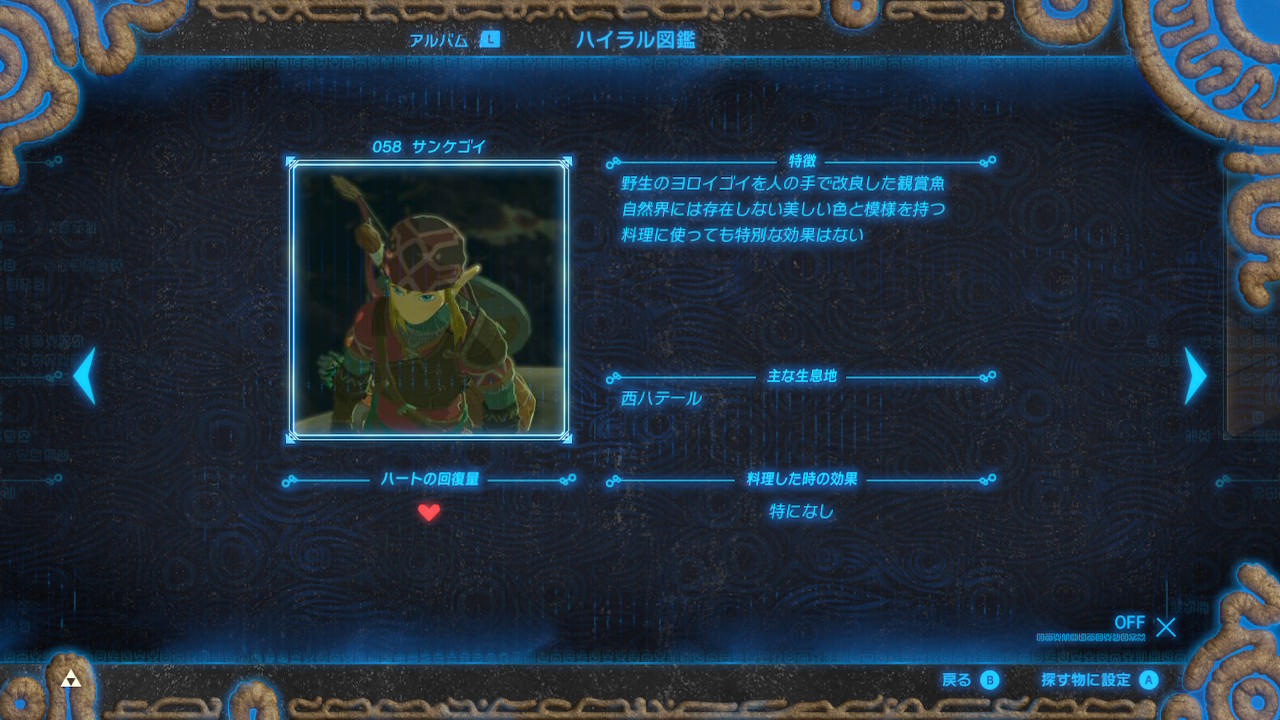 アルバム L
ハイラル図鑑
058 サンケゴイ
特徴
野生のヨロイゴイを人の手で改良した観賞魚
自然界には存在しない美しい色と模様を持つ
料理に使っても特別な効果はない
主な生息地
西ハテール
ハートの回復量
料理した時の効果
特になし
OFF
戻る B
探す物に設定 A